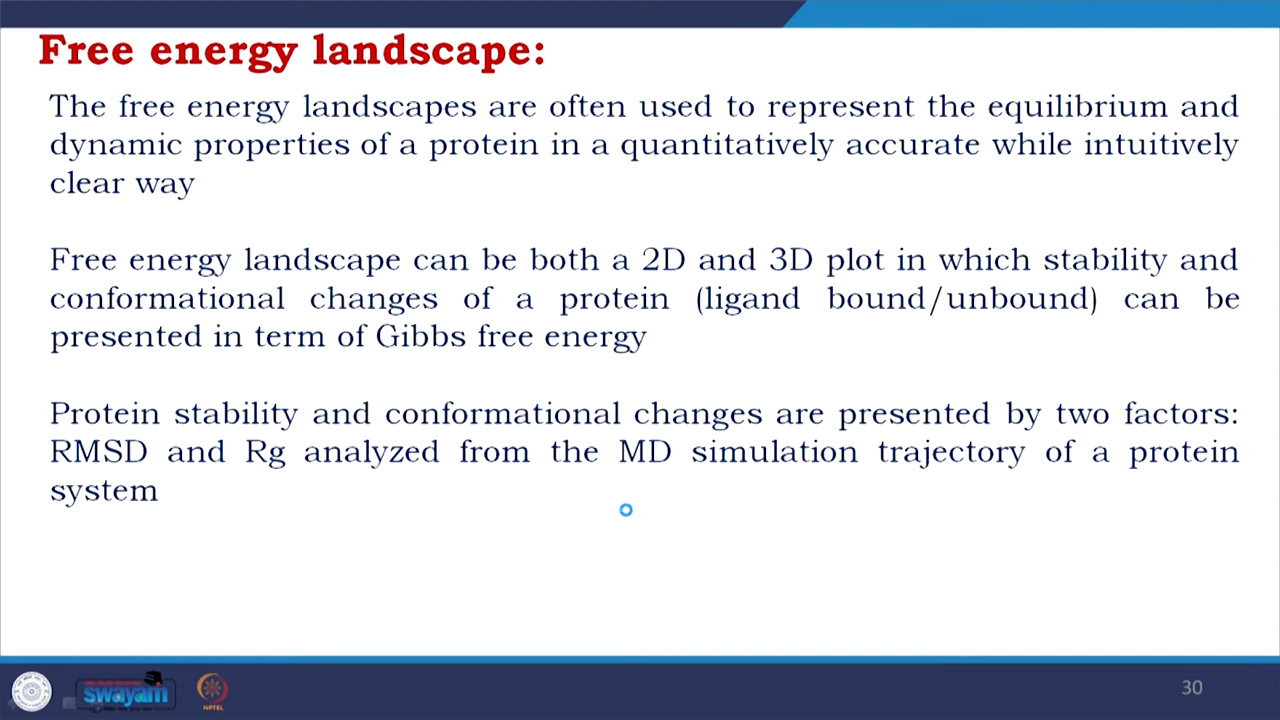 Free energy landscape:
The free energy landscapes are often used to represent the equilibrium and
dynamic properties of a protein in a quantitatively accurate while intuitively
clear way
Free energy landscape can be both a 2D and 3D plot in which stability and
conformational changes of a protein (ligand bound/unbound) can be
presented in term of Gibbs free energy
Protein stability and conformational changes are presented by two factors:
RMSD and Rg analyzed from the MD simulation trajectory of a protein
system
swayam
NPTEL
30